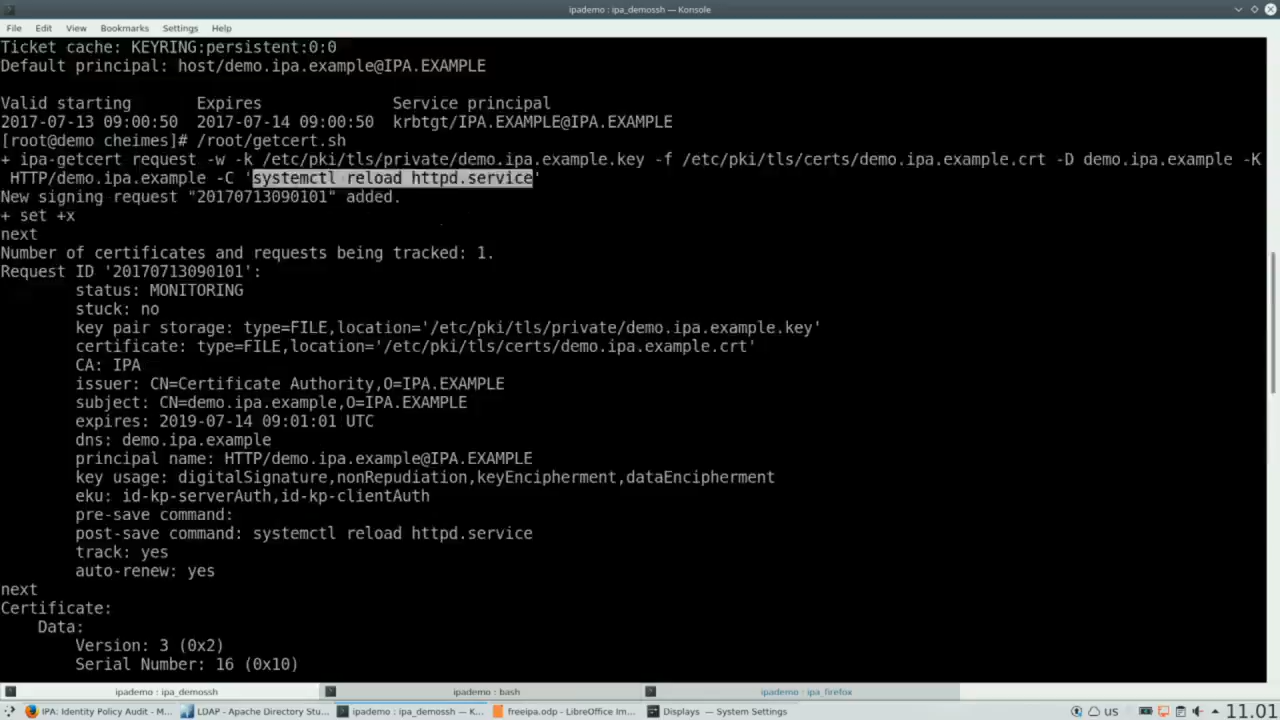 ipademo : ipa_demossh — Konsole
File Edit View Bookmarks Settings Help
Ticket cache: KEYRING:persistent:0:0
Default principal: host/demo.ipa.example@IPA.EXAMPLE
Valid starting Expires Service principal
2017-07-13 09:00:50 2017-07-14 09:00:50 krbtgt/IPA.EXAMPLE@IPA.EXAMPLE
[root@demo cheimes]# /root/getcert.sh
+ ipa-getcert request -w -k /etc/pki/tls/private/demo.ipa.example.key -f /etc/pki/tls/certs/demo.ipa.example.crt -D demo.ipa.example -K
HTTP/demo.ipa.example -C 'systemctl reload httpd.service'
New signing request "20170713090101" added.
+ set +x
next
Number of certificates and requests being tracked: 1.
Request ID '20170713090101':
status: MONITORING
stuck: no
key pair storage: type=FILE,location='/etc/pki/tls/private/demo.ipa.example.key'
certificate: type=FILE,location='/etc/pki/tls/certs/demo.ipa.example.crt'
CA: IPA
issuer: CN=Certificate Authority,O=IPA.EXAMPLE
subject: CN=demo.ipa.example,O=IPA.EXAMPLE
expires: 2019-07-14 09:01:01 UTC
dns: demo.ipa.example
principal name: HTTP/demo.ipa.example@IPA.EXAMPLE
key usage: digitalSignature,nonRepudiation,keyEncipherment,dataEncipherment
eku: id-kp-serverAuth,id-kp-clientAuth
pre-save command:
post-save command: systemctl reload httpd.service
track: yes
auto-renew: yes
next
Certificate:
Data:
Version: 3 (0x2)
Serial Number: 16 (0x10)
ipademo : ipa_demossh ipademo : bash ipademo : ipa_firefox
IPA: Identity Policy Audit - M... LDAP - Apache Directory Stu... ipademo : ipa_demossh — K... freeipa.odp - LibreOffice Im... Displays — System Settings US 11.01